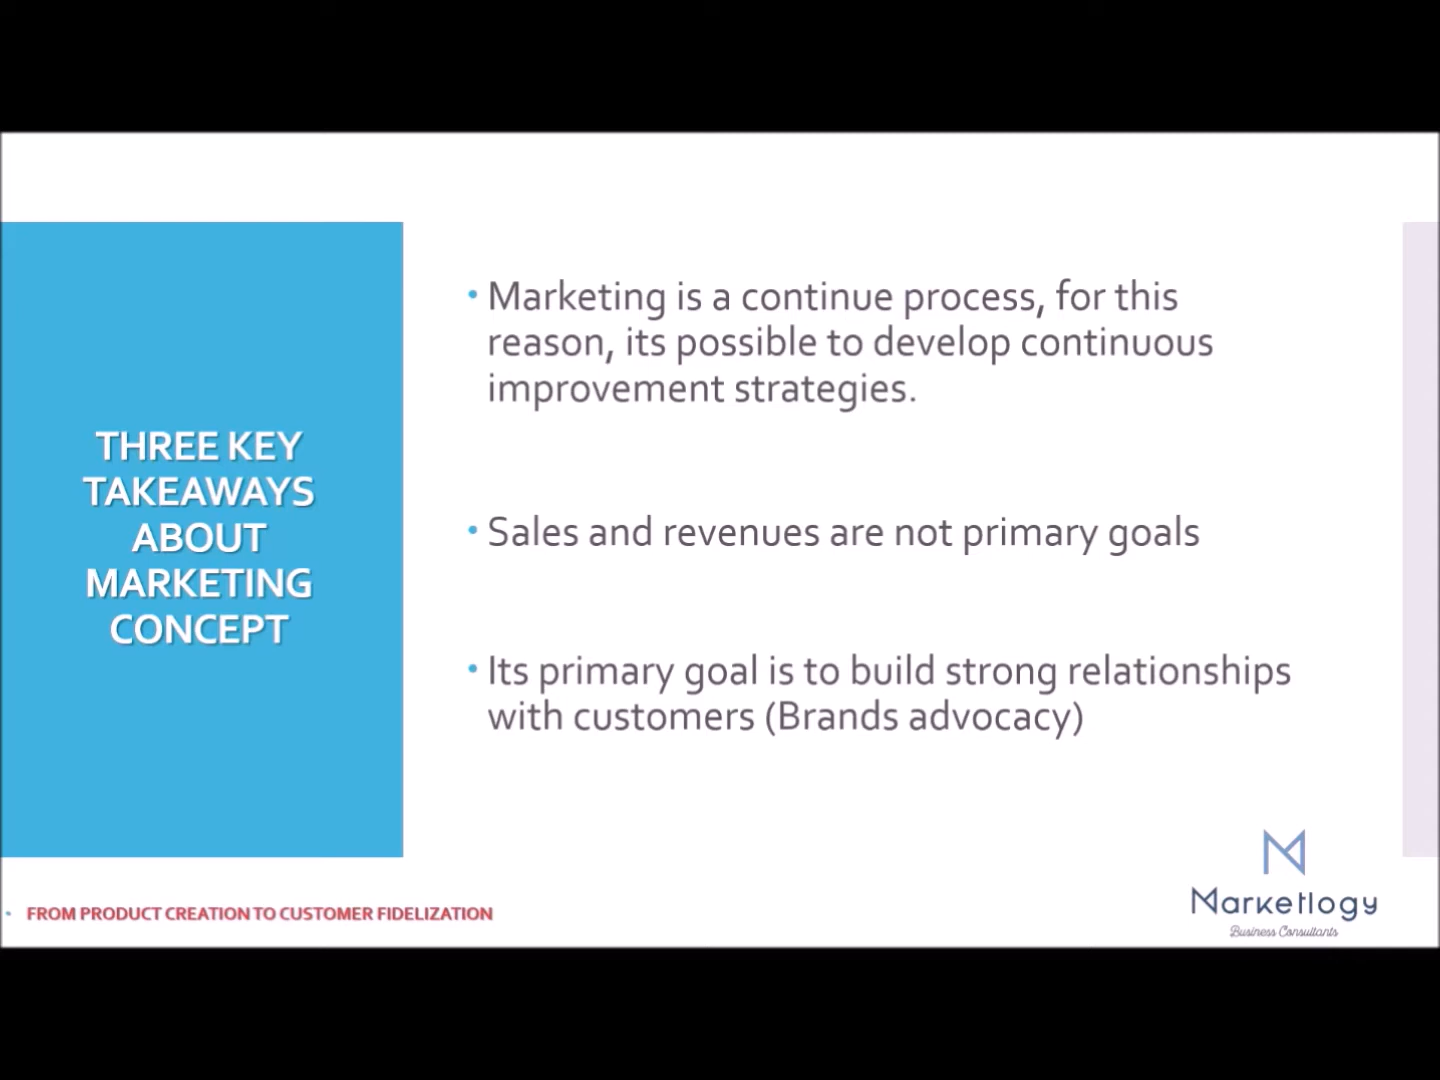 THREE KEY
TAKEAWAYS
ABOUT
MARKETING
CONCEPT
• Marketing is a continue process, for this
reason, its possible to develop continuous
improvement strategies.
• Sales and revenues are not primary goals
• Its primary goal is to build strong relationships
with customers (Brands advocacy)
• FROM PRODUCT CREATION TO CUSTOMER FIDELIZATION
Marketlogy
Business Consultants